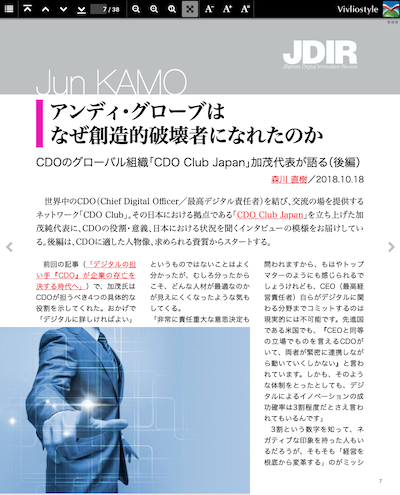 7 / 38
Vivliostyle
JDIR
Jun KAMO
アンディ・グローブは
なぜ創造的破壊者になれたのか
CDOのグローバル組織「CDO Club Japan」加茂代表が語る(後編)
森川 直樹/2018.10.18
世界中のCDO(Chief Digital Officer/最高デジタル責任者)を結び、交流の場を提供する
ネットワーク「CDO Club」。その日本における拠点である「CDO Club Japan」を立ち上げた加
茂純代表に、CDOの役割・意義、日本における状況を聞くインタビューの模様をお届けしてい
る。後編は、CDOに適した人物像、求められる資質からスタートする。
前回の記事(「デジタルの担
い手『CDO』が企業の存亡を
決する時代へ」)で、加茂氏は
CDOが担うべき4つの具体的な
役割を示してくれた。おかげで
「デジタルに詳しければよい」
というものではないことはよく
分かったが、むしろ分ったから
こそ、どんな人材が最適なのか
が見えにくくなったような気も
してくる。
「非常に責任重大な意思決定も
問われますから、もはやトップ
マターのようにも感じられるで
しょうけれども、CEO(最高経
営責任者)自らがデジタルに関
わる分野までコミットするのは
現実的には不可能です。先進国
である米国でも、『CEOと同等
の立場でものを言えるCDOが
いて、両者が緊密に連携しなが
ら動いていくしかない』と言わ
れています。しかも、そのよう
な体制をとったとしても、デジ
タルによるイノベーションの成
功確率は3割程度だとさえ言わ
れてもいるんです」
3割という数字を知って、ネ
ガティブな印象を持った人もい
るだろうが、そもそも「経営を
根底から変革する」のがミッシ
7